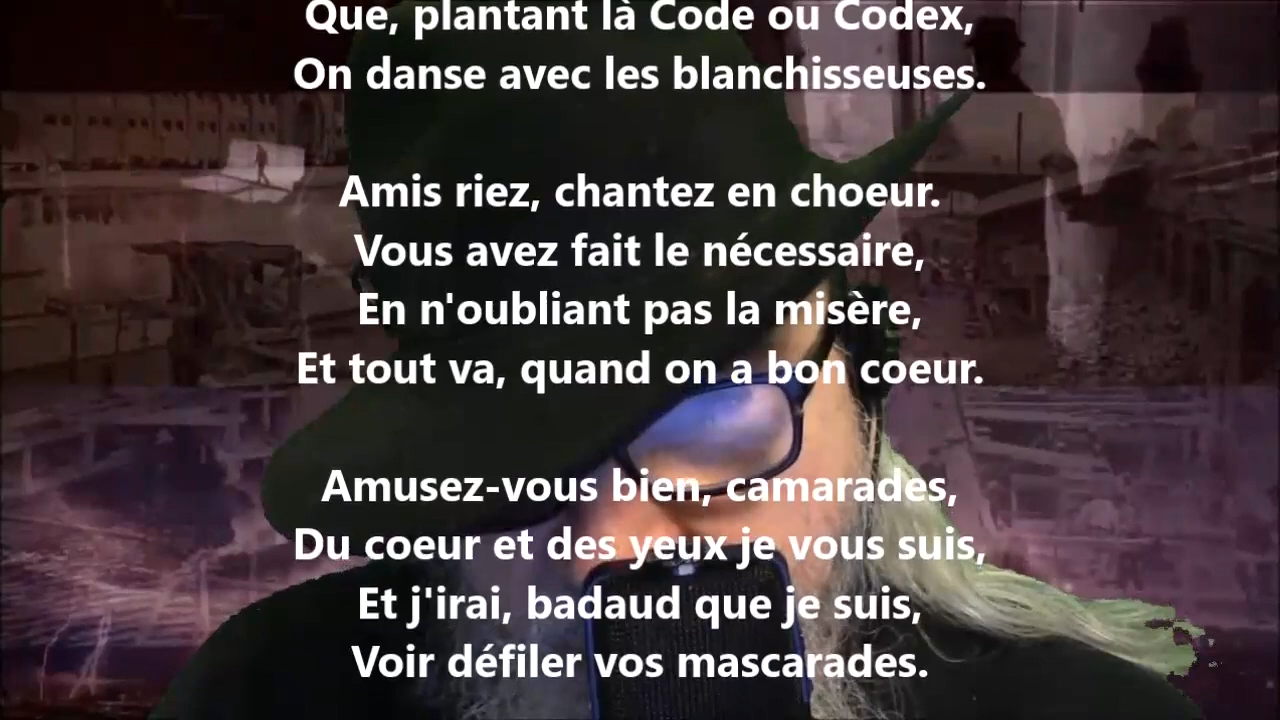 Que, plantant là Code ou Codex,
On danse avec les blanchisseuses.
Amis riez, chantez en choeur.
Vous avez fait le nécessaire,
En n'oubliant pas la misère,
Et tout va, quand on a bon coeur.
Amusez-vous bien, camarades,
Du coeur et des yeux je vous suis,
Et j'irai, badaud que je suis,
Voir défiler vos mascarades.